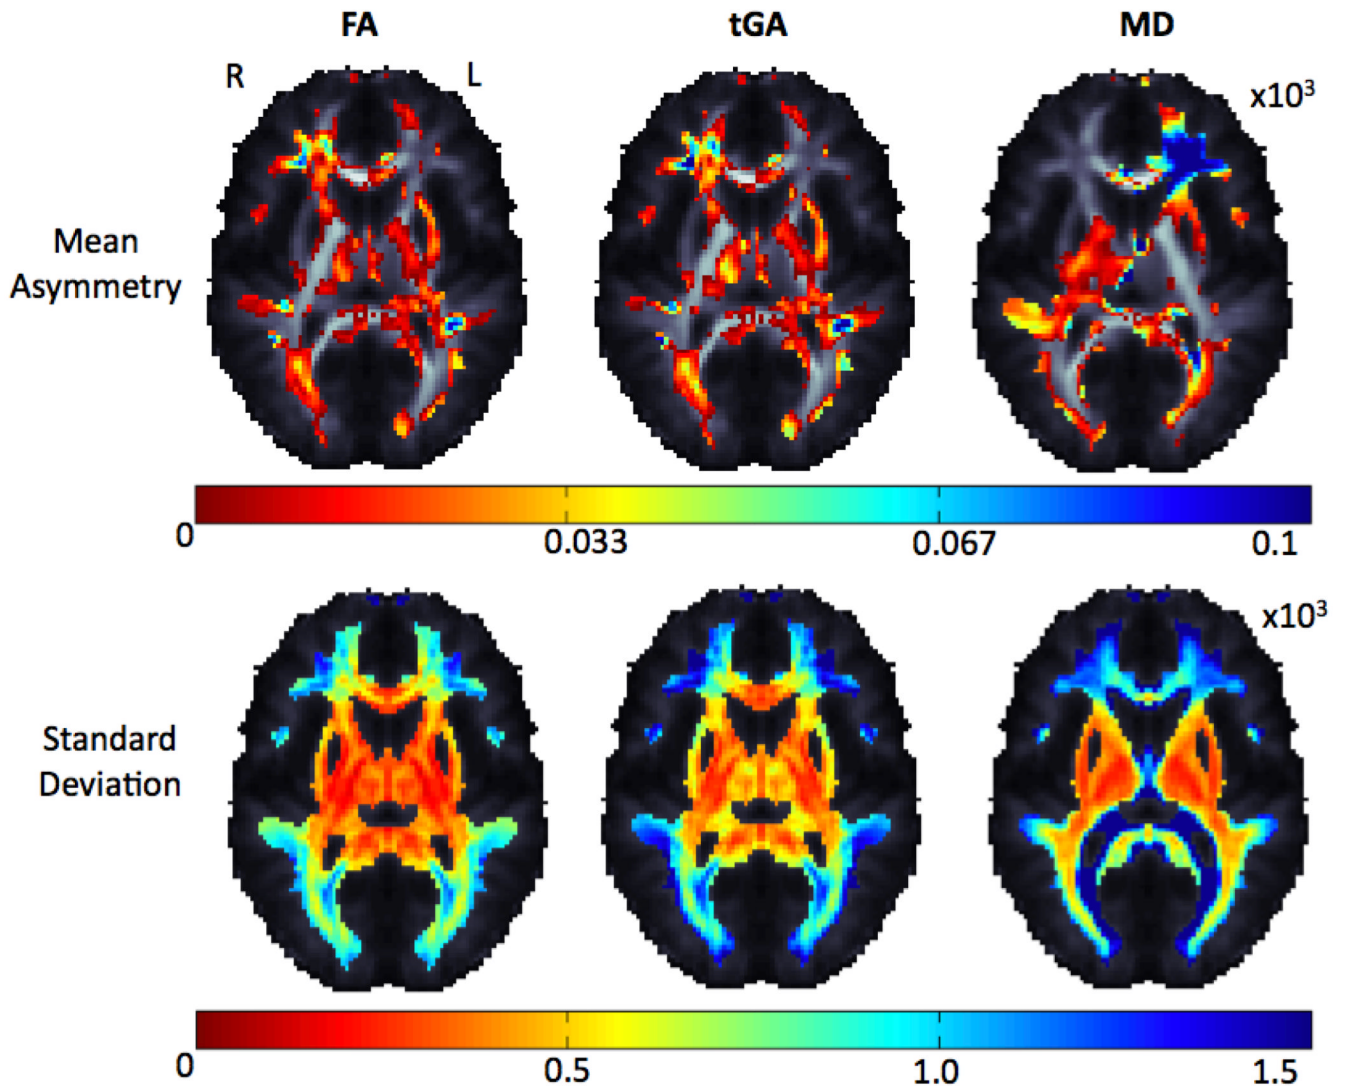 FA tGA MD
R L
x10³
Mean
Asymmetry
0 0.033 0.067 0.1
x10³
Standard
Deviation
0 0.5 1.0 1.5